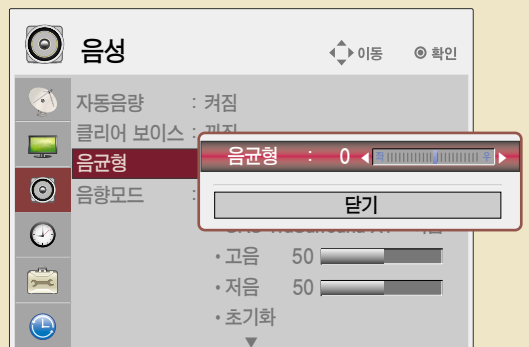 음성 이동 확인
자동음량 : 켜짐
클리어 보이스 :
음균형
음균형 : 0 좌 우
음향모드 :
닫기
• 고음 50
• 저음 50
• 초기화